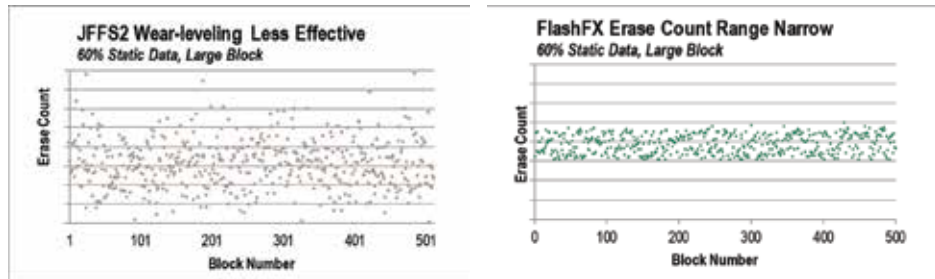 JFFS2 Wear-leveling Less Effective
60% Static Data, Large Block
Erase Count
1 101 201 301 401 501
Block Number
FlashFX Erase Count Range Narrow
60% Static Data, Large Block
Erase Count
0 100 200 300 400 500
Block Number